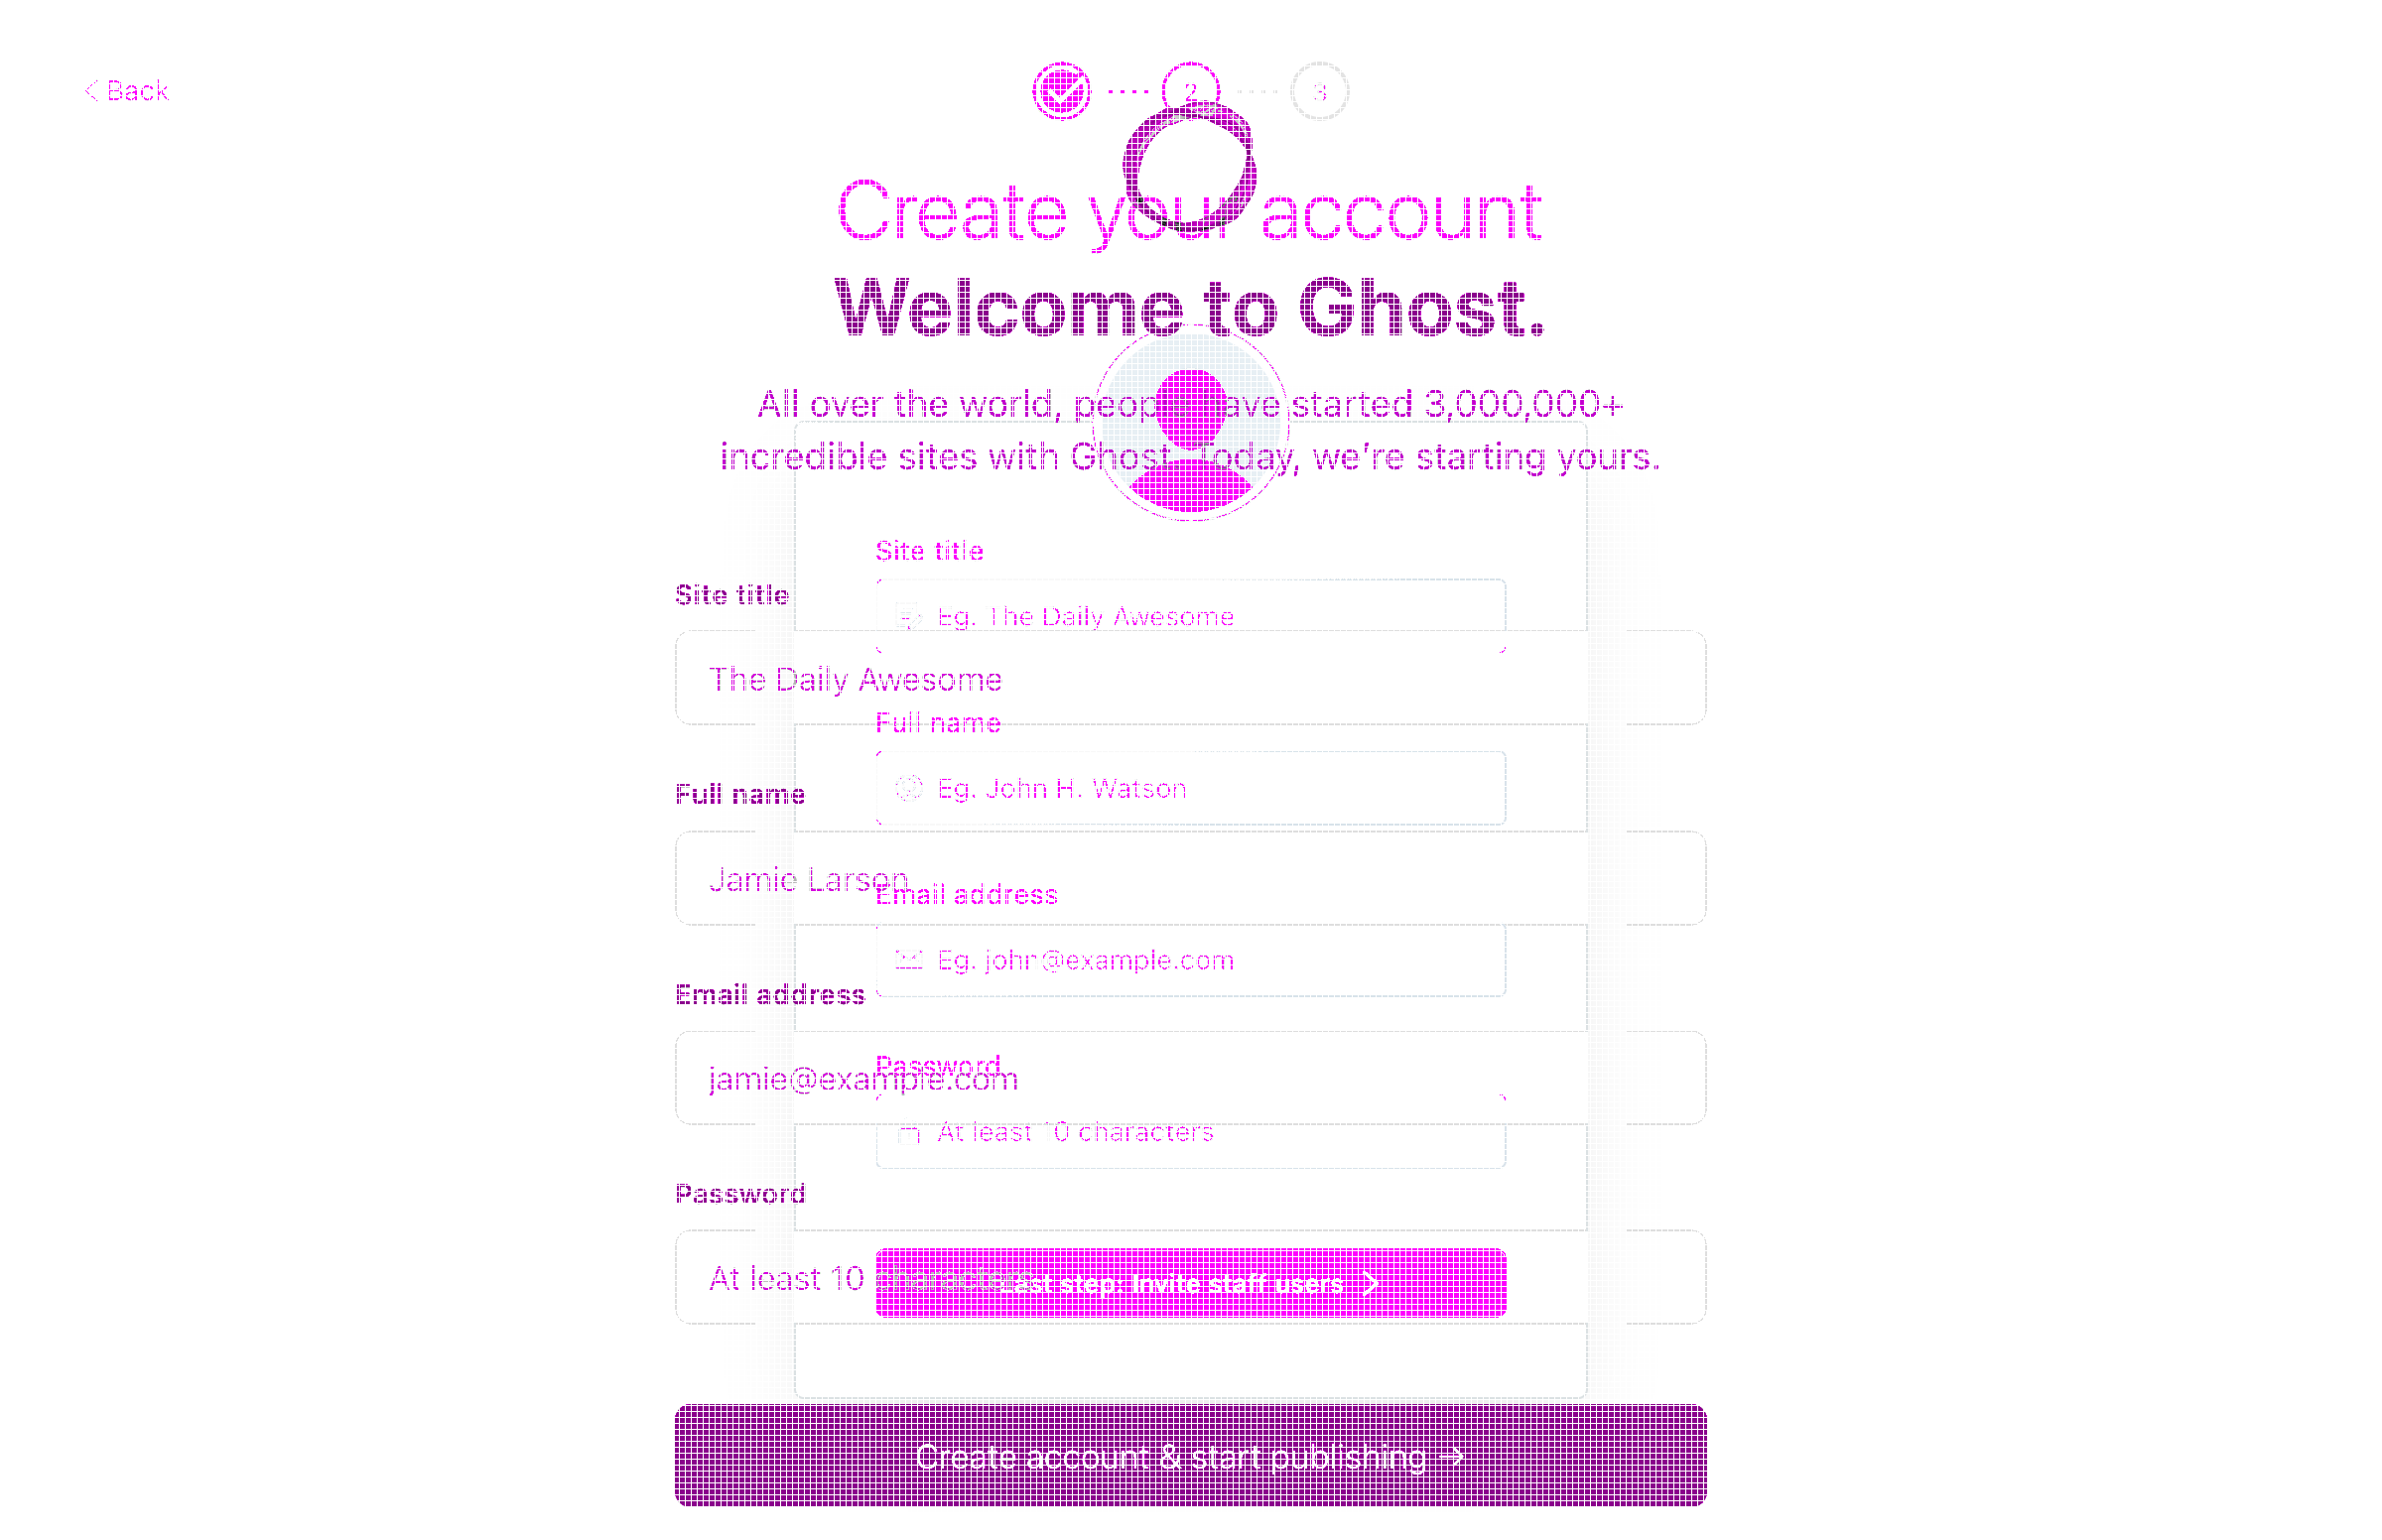 Back
2
3
Create your account
Welcome to Ghost.
All over the world, people have started 3,000,000+
incredible sites with Ghost. Today, we're starting yours.
Site title
Site title
Eg. The Daily Awesome
The Daily Awesome
Full name
Eg. John H. Watson
Full name
Jamie Larson
Email address
Eg. john@example.com
Email address
Password
jamie@example.com
At least 10 characters
Password
At least 10 characters
Last step: Invite staff users
Create account & start publishing →